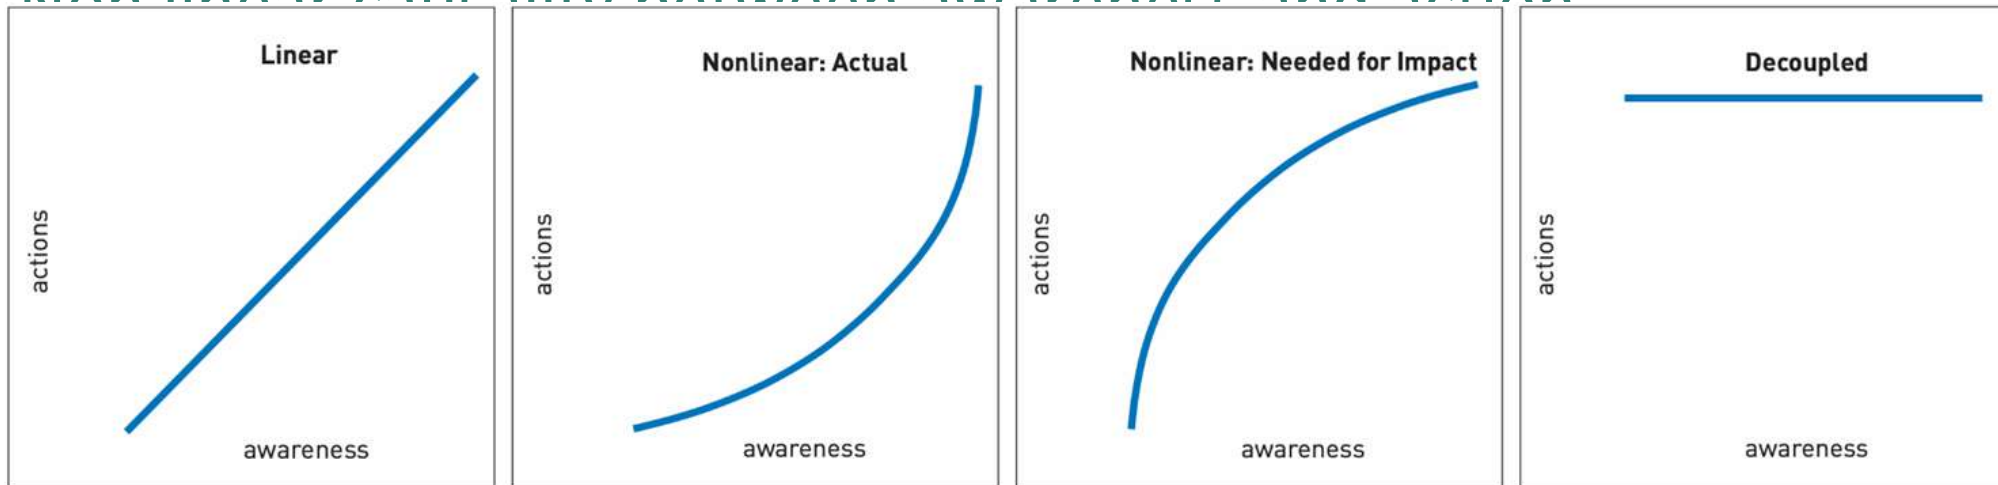 Linear
actions
awareness
Nonlinear: Actual
actions
awareness
Nonlinear: Needed for Impact
actions
awareness
Decoupled
actions
awareness